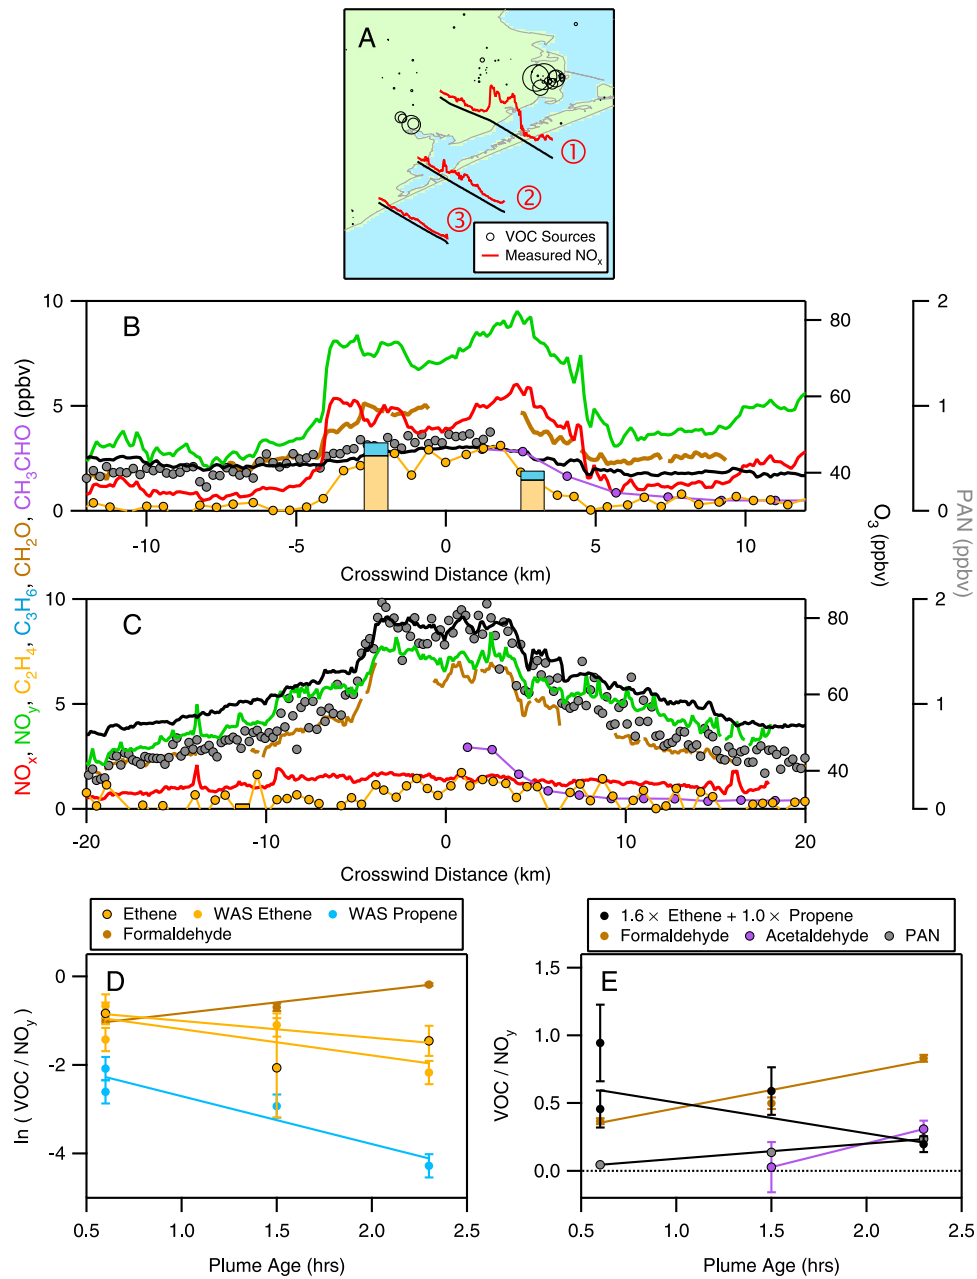 A
①
②
③
VOC Sources
Measured NOx
B
10
5
0
80
60
40
2
1
0
-10
-5
0
5
10
Crosswind Distance (km)
NOx, NOy, C2H4, C3H6, CH2O, CH3CHO (ppbv)
O3 (ppbv)
PAN (ppbv)
C
10
5
0
80
60
40
2
1
0
-20
-10
0
10
20
Crosswind Distance (km)
Ethene WAS Ethene WAS Propene
Formaldehyde
D
0
-2
-4
ln ( VOC / NOy )
0.5 1.0 1.5 2.0 2.5
Plume Age (hrs)
1.6 × Ethene + 1.0 × Propene
Formaldehyde Acetaldehyde PAN
E
1.5
1.0
0.5
0.0
VOC / NOy
0.5 1.0 1.5 2.0 2.5
Plume Age (hrs)